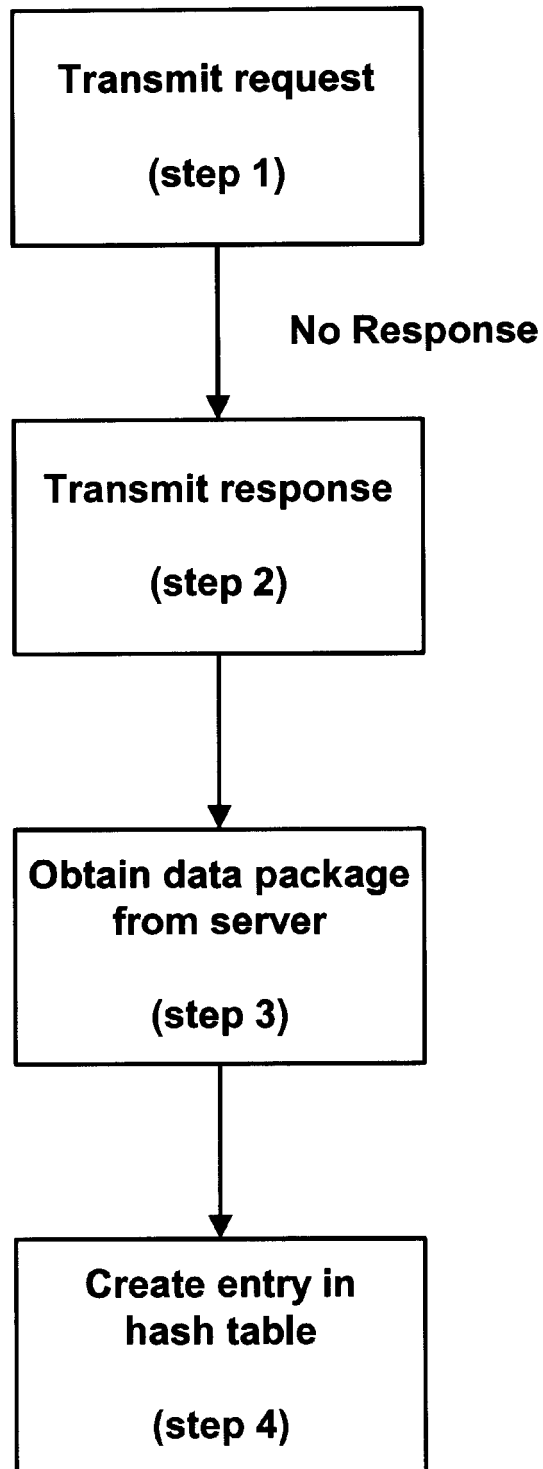 Transmit request
(step 1)
No Response
Transmit response
(step 2)
Obtain data package
from server
(step 3)
Create entry in
hash table
(step 4)